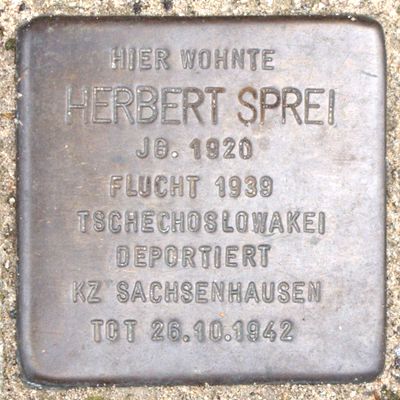 HIER WOHNTE
HERBERT SPREI
JG. 1920
FLUCHT 1939
TSCHECHOSLOWAKEI
DEPORTIERT
KZ SACHSENHAUSEN
TOT 26.10.1942